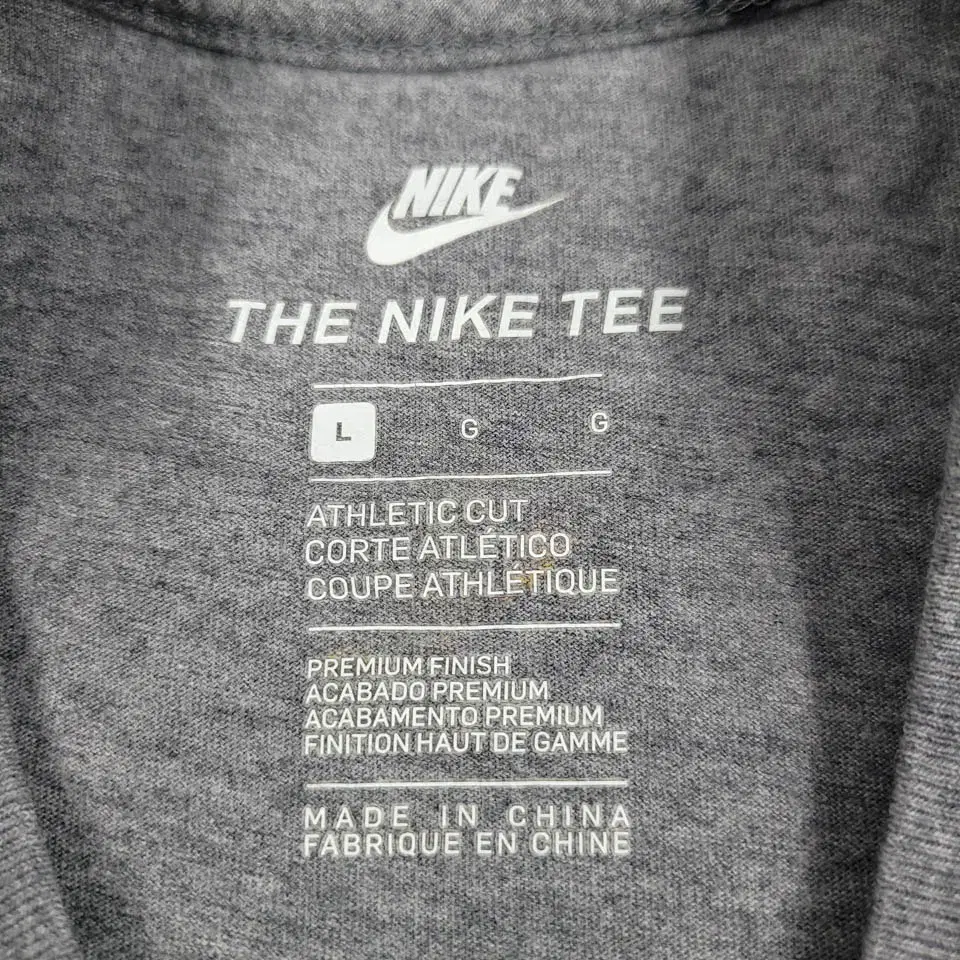 NIKE
THE NIKE TEE
L G G
ATHLETIC CUT
CORTE ATLÉTICO
COUPE ATHLÉTIQUE
PREMIUM FINISH
ACABADO PREMIUM
ACABAMENTO PREMIUM
FINITION HAUT DE GAMME
MADE IN CHINA
FABRIQUE EN CHINE